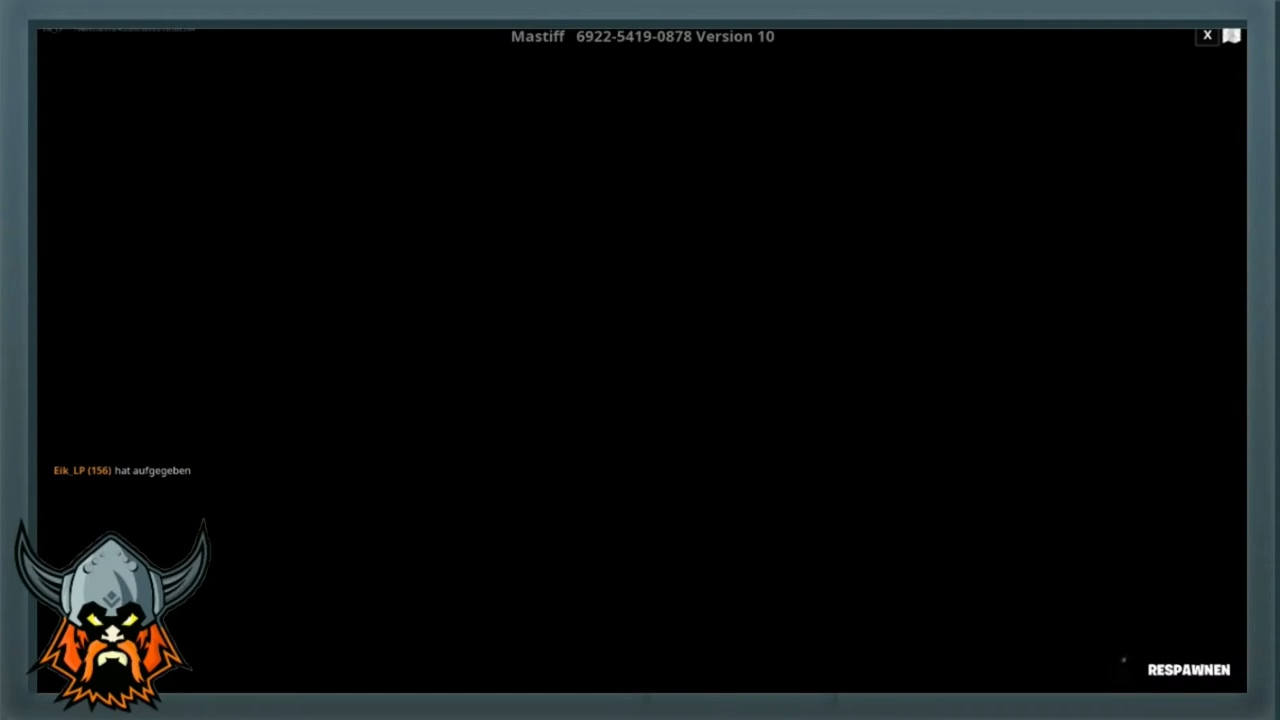 Mastiff 6922-5419-0878 Version 10
X
Eik_LP (156) hat aufgegeben
RESPAWNEN